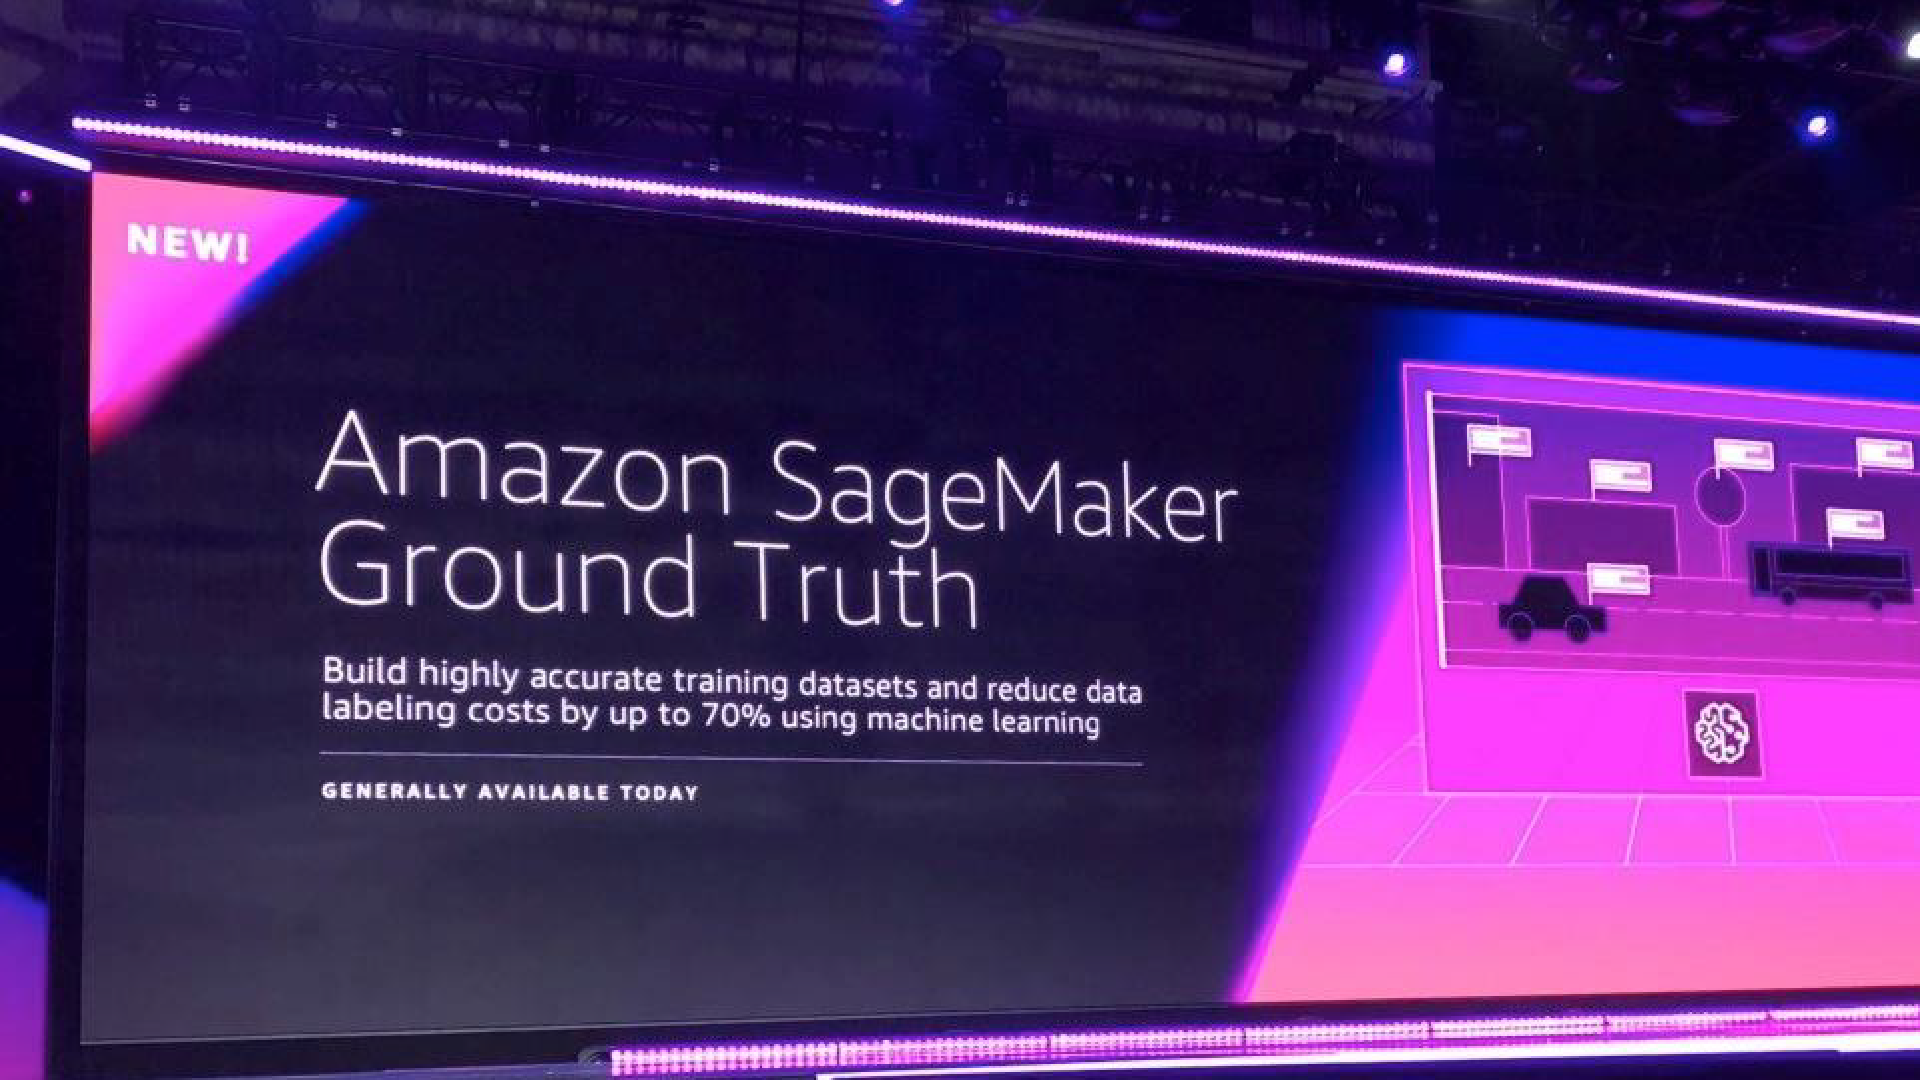 NEW!
Amazon SageMaker
Ground Truth
Build highly accurate training datasets and reduce data
labeling costs by up to 70% using machine learning
GENERALLY AVAILABLE TODAY